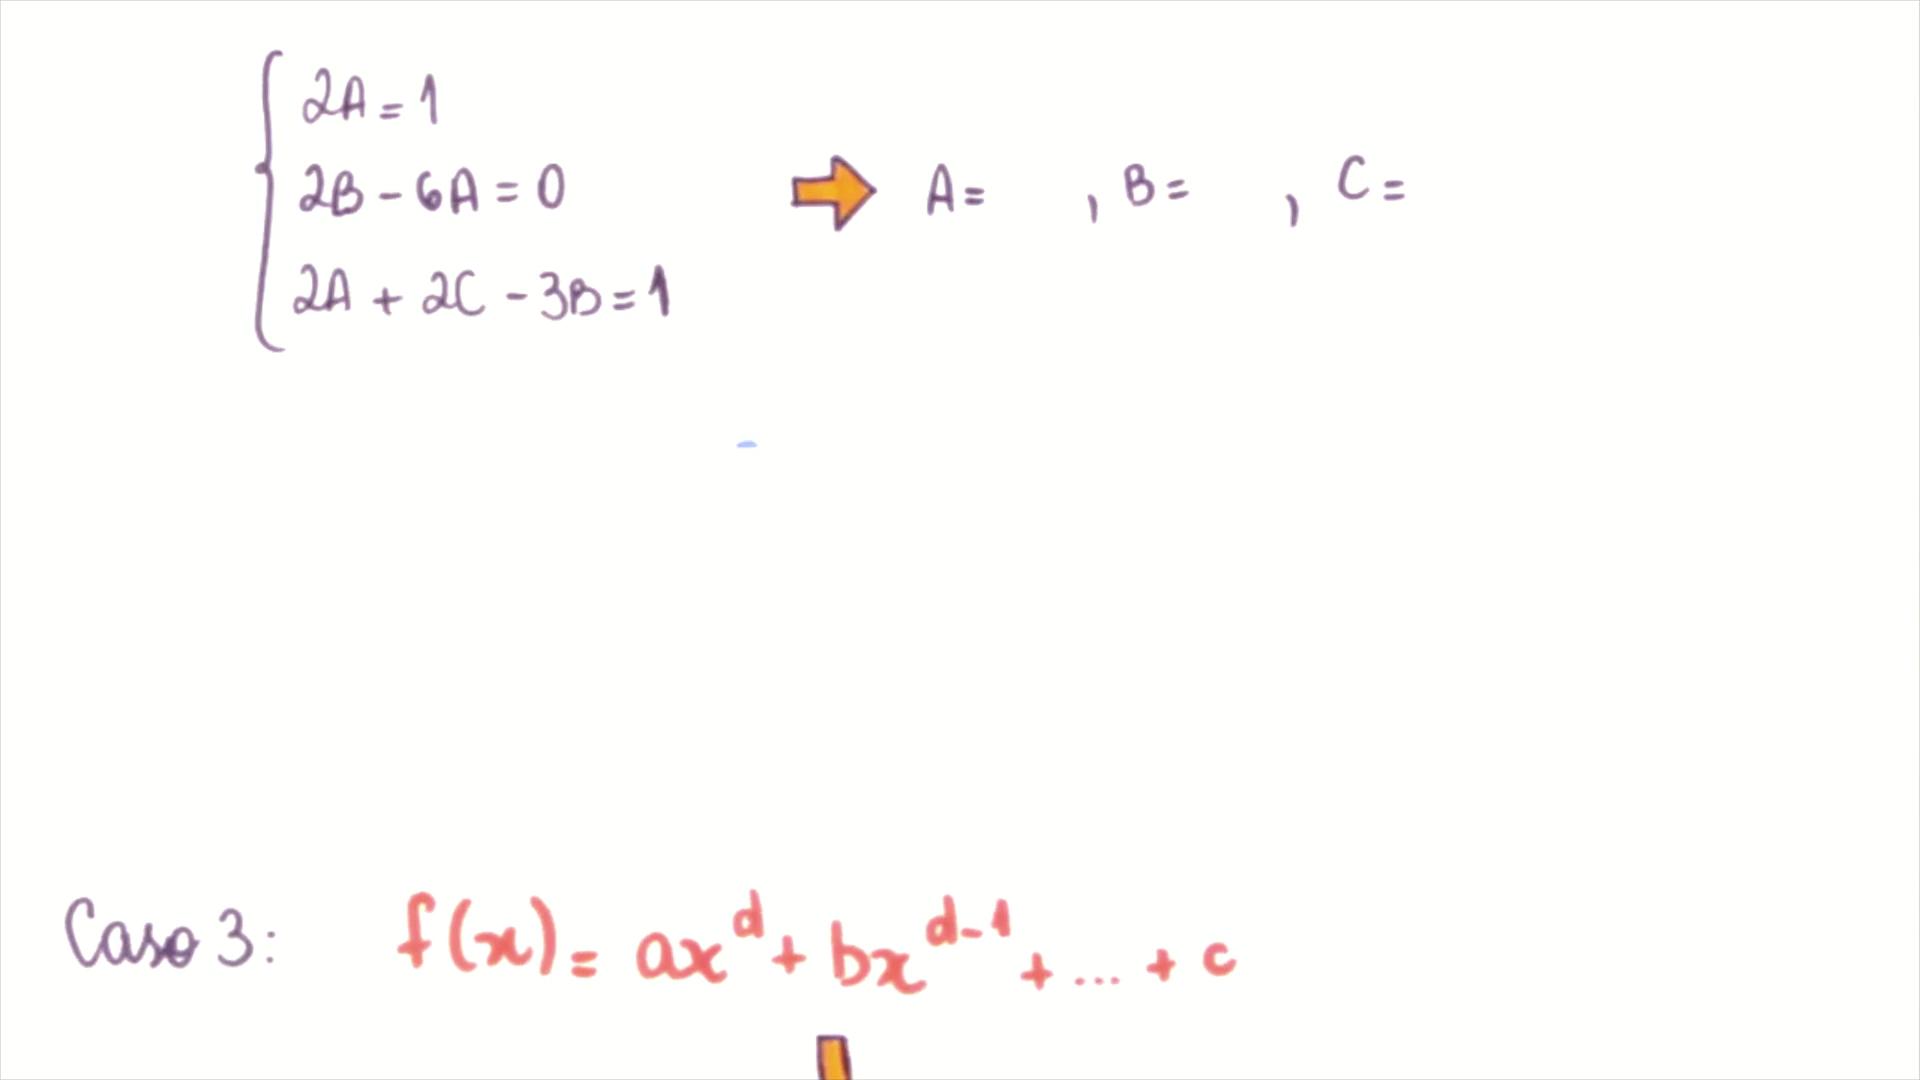 2A = 1
2B - 6A = 0
A = , B = , C =
2A + 2C - 3B = 1
Caso 3: f(x) = ax^d + bx^{d-1} + ... + c